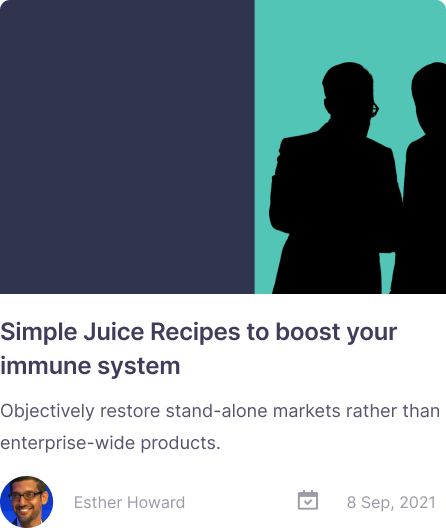 Simple Juice Recipes to boost your
immune system
Objectively restore stand-alone markets rather than
enterprise-wide products.
Esther Howard
8 Sep, 2021